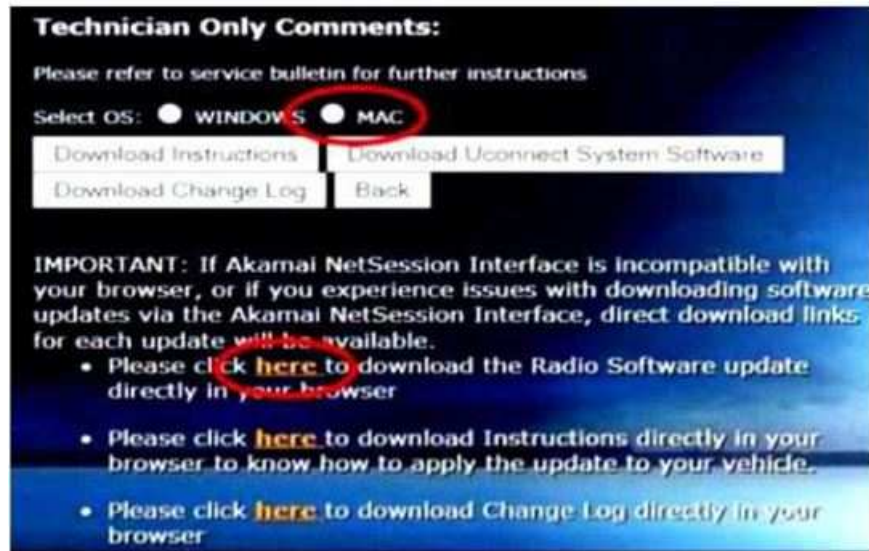 Technician Only Comments:
Please refer to service bulletin for further instructions
Select OS: WINDOWS MAC
Download Instructions Download Uconnect System Software
Download Change Log Back
IMPORTANT: If Akamai NetSession Interface is incompatible with
your browser, or if you experience issues with downloading software
updates via the Akamai NetSession Interface, direct download links
for each update will be available.
• Please click here to download the Radio Software update
directly in your browser
• Please click here to download Instructions directly in your
browser to know how to apply the update to your vehicle.
• Please click here to download Change Log directly in your
browser